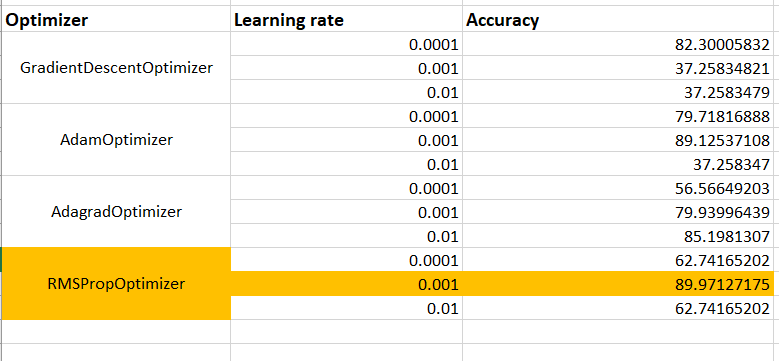 Optimizer Learning rate Accuracy
GradientDescentOptimizer 0.0001 82.30005832
0.001 37.25834821
0.01 37.2583479
AdamOptimizer 0.0001 79.71816888
0.001 89.12537108
0.01 37.258347
AdagradOptimizer 0.0001 56.56649203
0.001 79.93996439
0.01 85.1981307
RMSPropOptimizer 0.0001 62.74165202
0.001 89.97127175
0.01 62.74165202